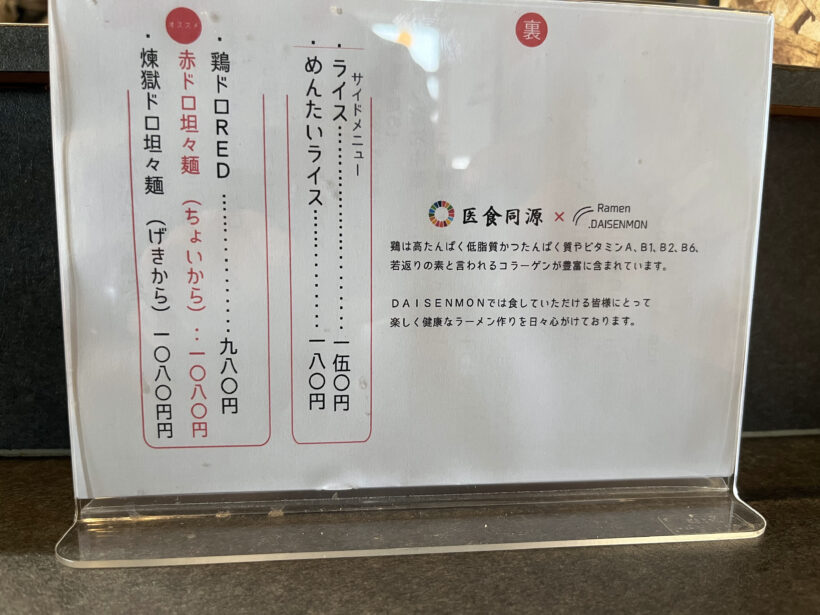 裏
医食同源 × Ramen .DAISENMON
鶏は高たんぱく低脂質かつたんぱく質やビタミンA、B1、B2、B6、
若返りの素と言われるコラーゲンが豊富に含まれています。
DAISENMONでは食していただける皆様にとって
楽しく健康なラーメン作りを日々心がけております。
サイドメニュー
・ライス……………………一五〇円
・めんたいライス……………一八〇円
・鶏ドロRED………………九八〇円
オススメ
赤ドロ坦々麺 (ちょいから)：一〇八〇円
・煉獄ドロ坦々麺 (げきから) 一〇八〇円円